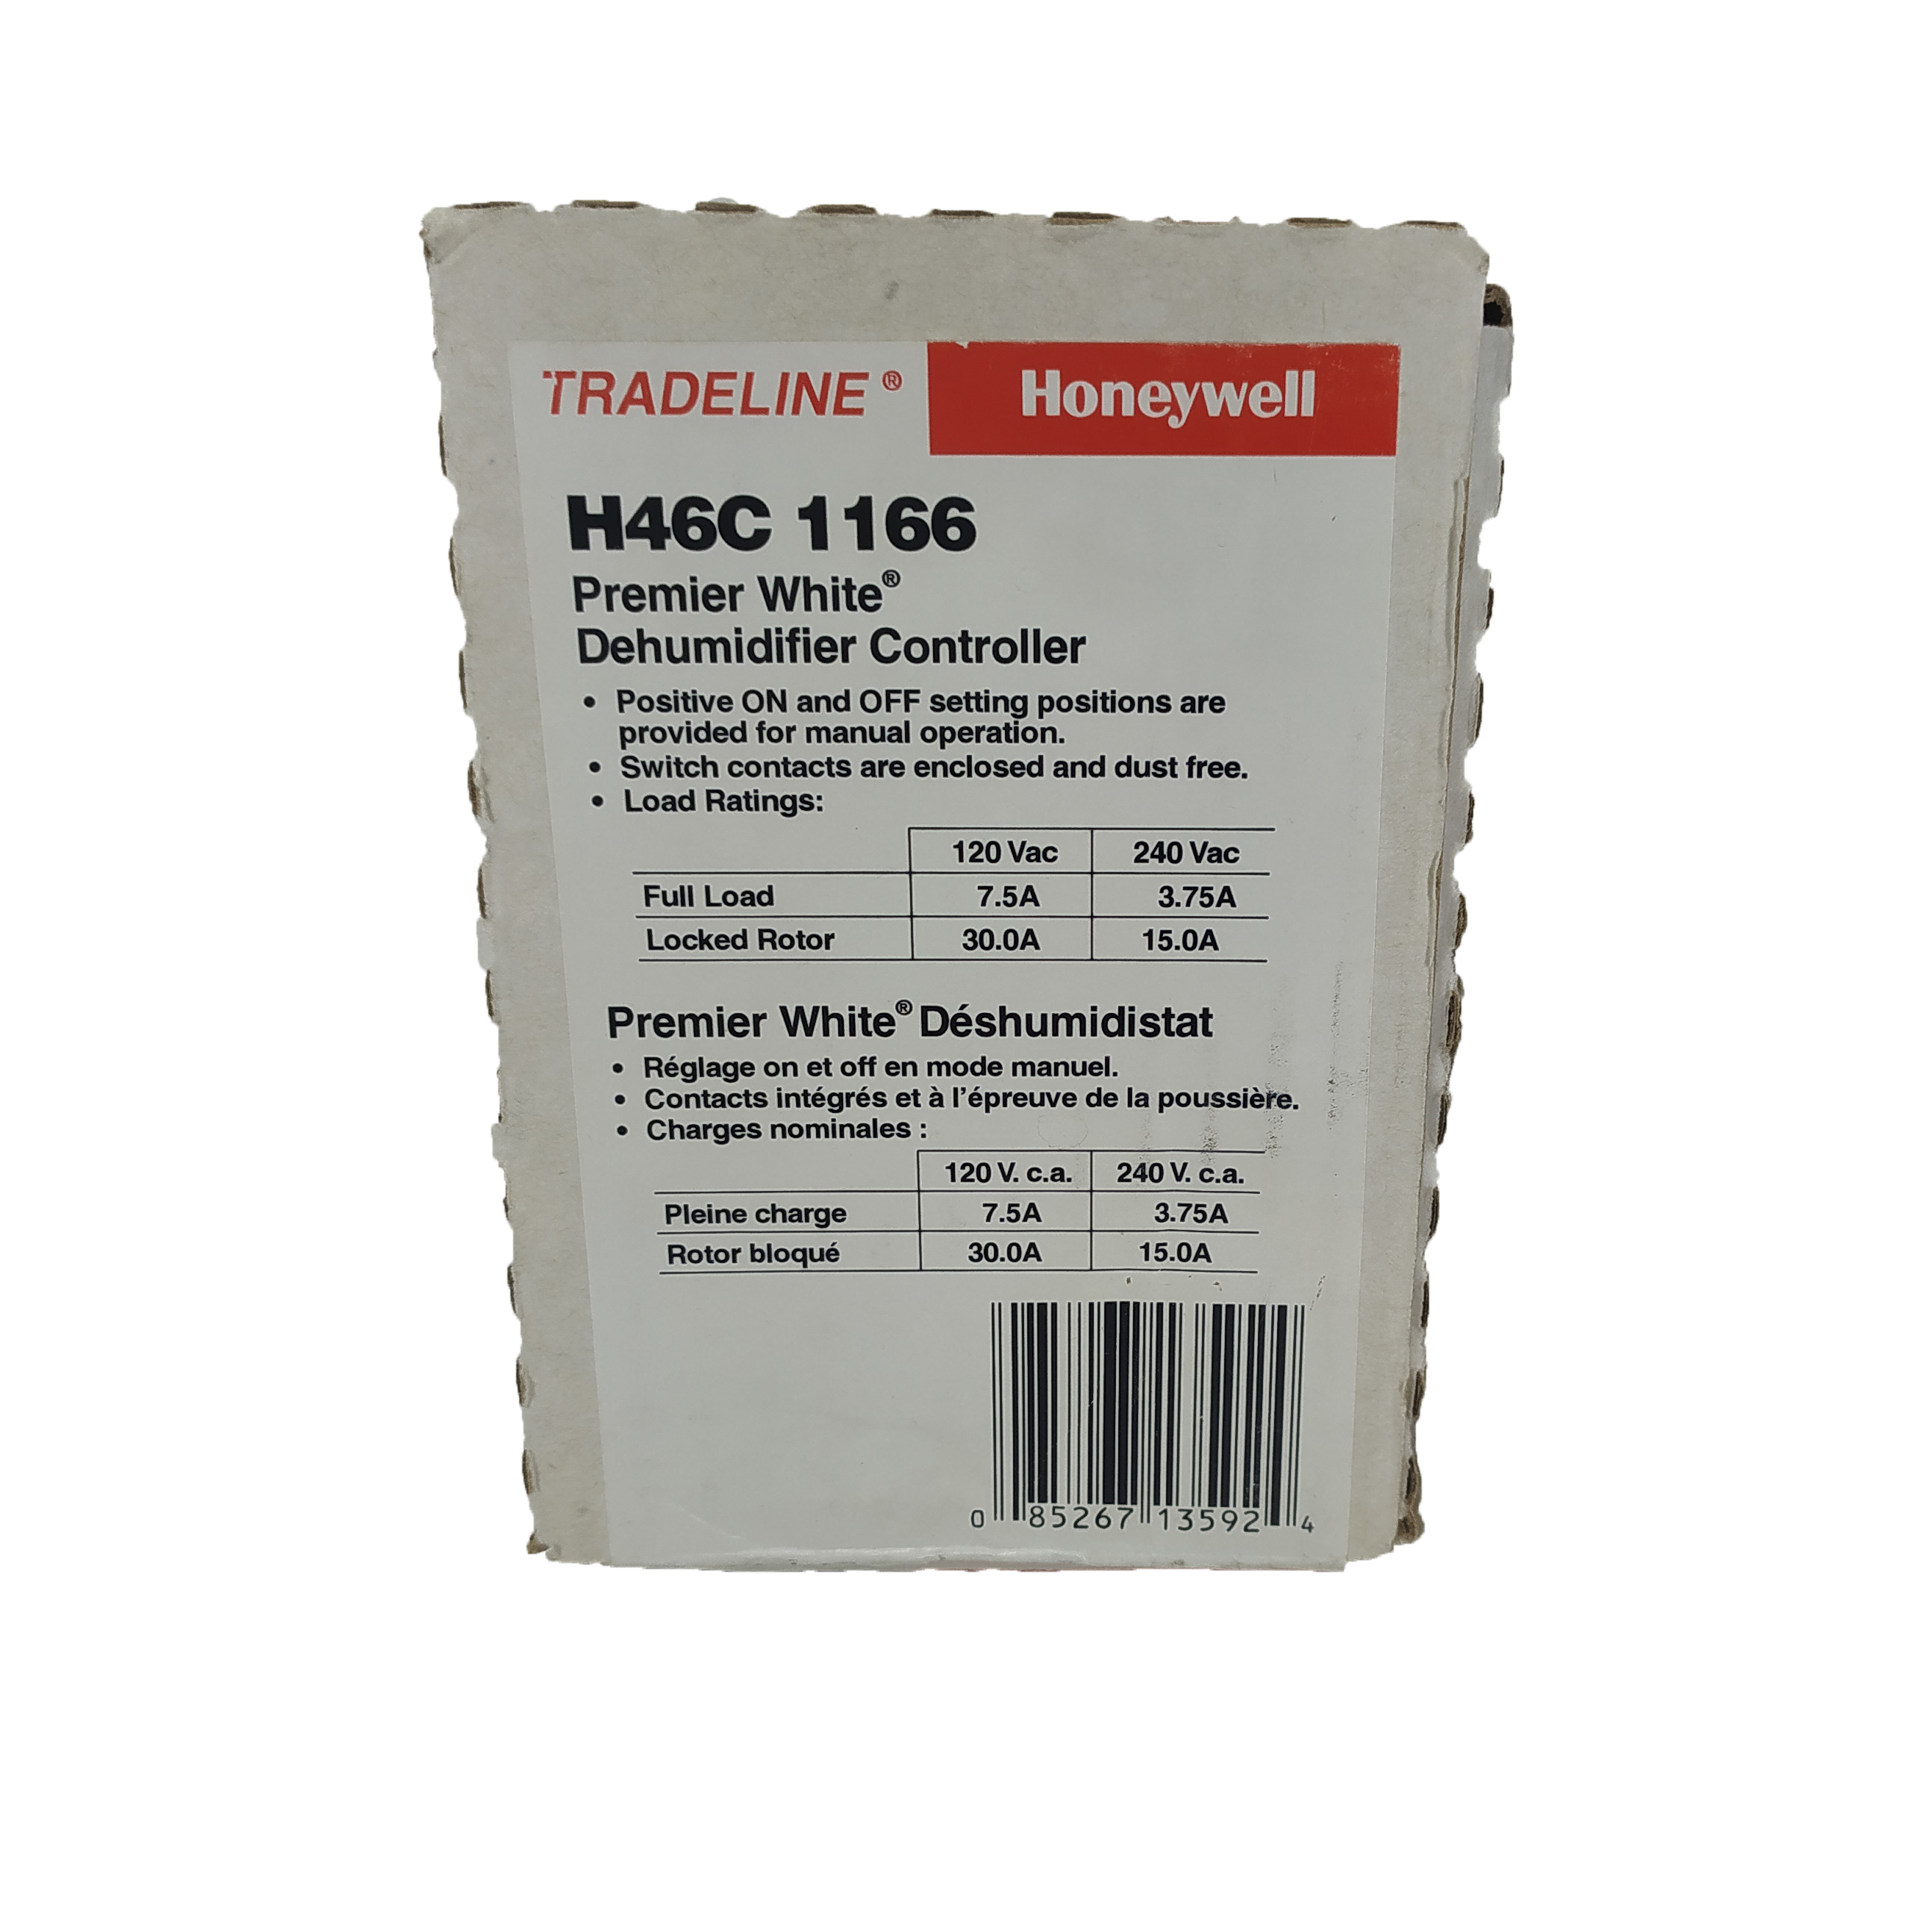 TRADELINE® Honeywell
H46C 1166
Premier White®
Dehumidifier Controller
• Positive ON and OFF setting positions are
provided for manual operation.
• Switch contacts are enclosed and dust free.
• Load Ratings:
120 Vac 240 Vac
Full Load 7.5A 3.75A
Locked Rotor 30.0A 15.0A
Premier White® Déshumidistat
• Réglage on et off en mode manuel.
• Contacts intégrés et à l'épreuve de la poussière.
• Charges nominales :
120 V. c.a. 240 V. c.a.
Pleine charge 7.5A 3.75A
Rotor bloqué 30.0A 15.0A
0 85267 13592 4